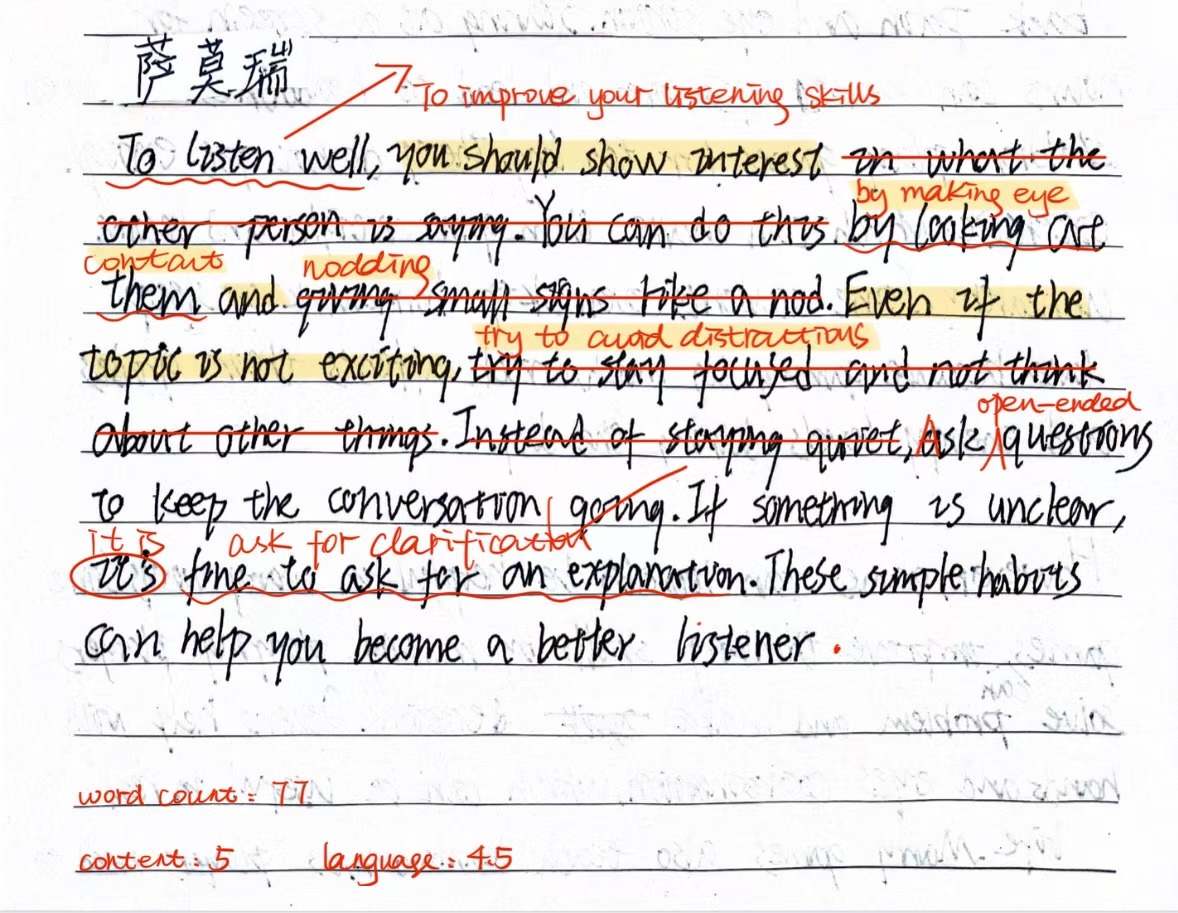 萨莫瑞
To improve your listening skills
To listen well, you should show interest in what the
by making eye
other person is saying. You can do this by looking at
contact nodding
them and giving small signs like a nod. Even if the
try to avoid distractions
topic is not exciting, try to stay focused and not think
open-ended
about other things. Instead of staying quiet, ask questions
to keep the conversation going. If something is unclear,
it is ask for clarification
it's fine to ask for an explanation. These simple habits
can help you become a better listener.
word count: 77
content: 5 language: 4.5